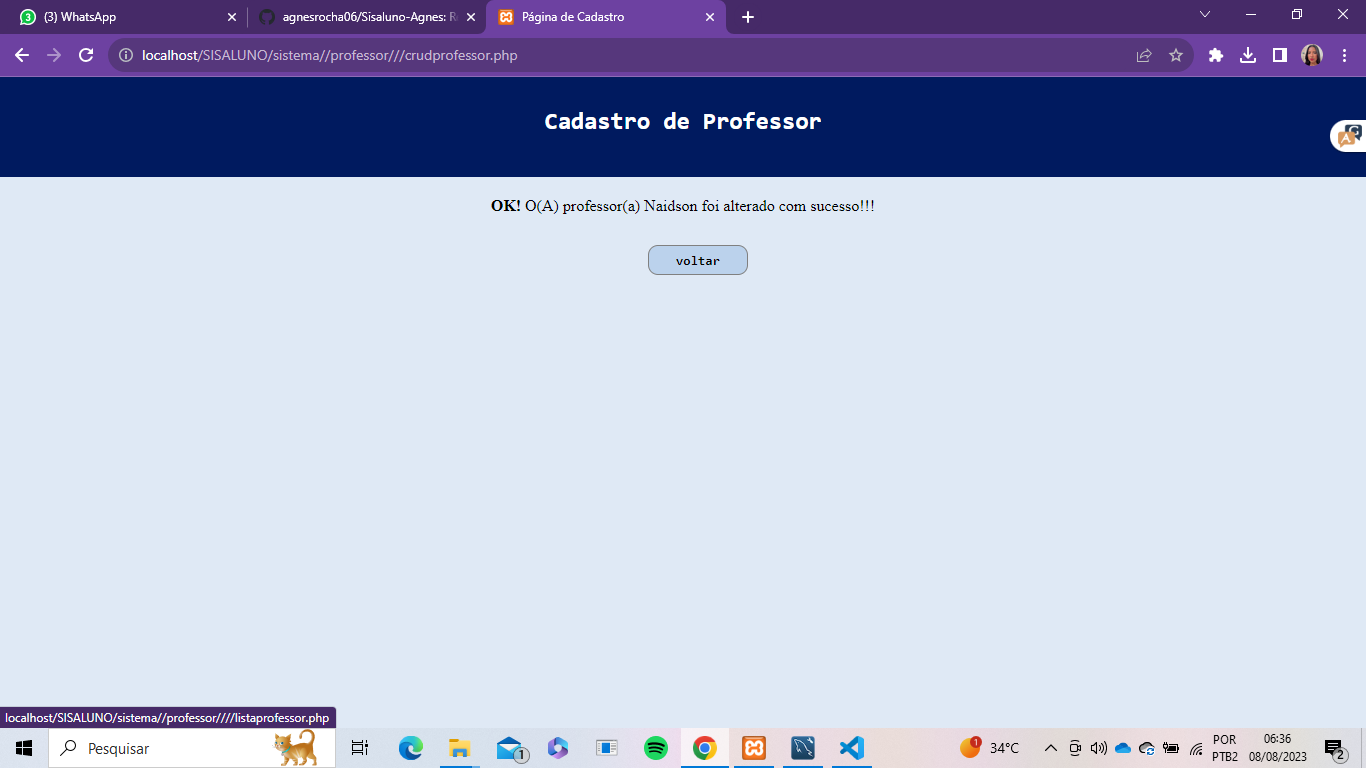 3
(3) WhatsApp
agnesrocha06/Sisaluno-Agnes: R
Página de Cadastro
localhost/SISALUNO/sistema//professor///crudprofessor.php
Cadastro de Professor
A G
OK! O(A) professor(a) Naidson foi alterado com sucesso!!!
voltar
localhost/SISALUNO/sistema//professor////listaprofessor.php
Pesquisar
1
1
34°C
POR
PTB2
06:36
08/08/2023
2